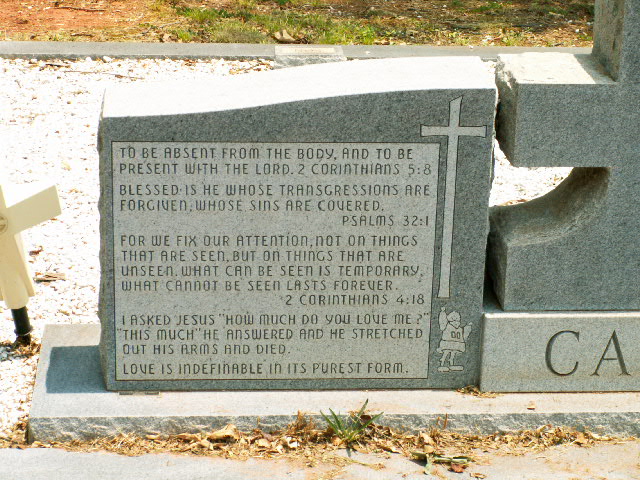 TO BE ABSENT FROM THE BODY, AND TO BE
PRESENT WITH THE LORD. 2 CORINTHIANS 5:8
BLESSED IS HE WHOSE TRANSGRESSIONS ARE
FORGIVEN, WHOSE SINS ARE COVERED.
PSALMS 32:1
FOR WE FIX OUR ATTENTION, NOT ON THINGS
THAT ARE SEEN, BUT ON THINGS THAT ARE
UNSEEN. WHAT CAN BE SEEN IS TEMPORARY,
WHAT CANNOT BE SEEN LASTS FOREVER.
2 CORINTHIANS 4:18
I ASKED JESUS "HOW MUCH DO YOU LOVE ME?"
"THIS MUCH" HE ANSWERED AND HE STRETCHED
OUT HIS ARMS AND DIED.
LOVE IS INDEFINABLE IN ITS PUREST FORM.
CA